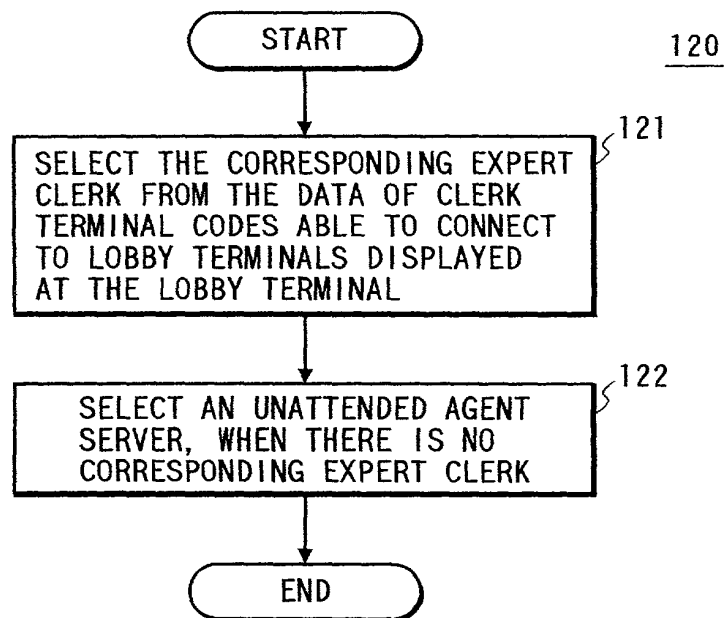 START
120
121
SELECT THE CORRESPONDING EXPERT
CLERK FROM THE DATA OF CLERK
TERMINAL CODES ABLE TO CONNECT
TO LOBBY TERMINALS DISPLAYED
AT THE LOBBY TERMINAL
122
SELECT AN UNATTENDED AGENT
SERVER, WHEN THERE IS NO
CORRESPONDING EXPERT CLERK
END